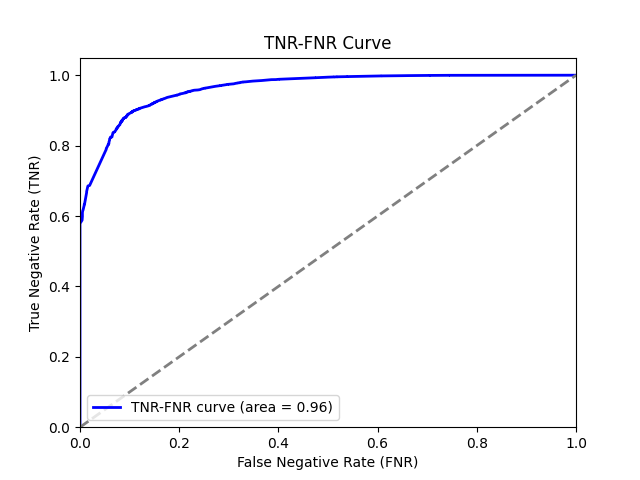 TNR-FNR Curve
True Negative Rate (TNR)
1.0
0.8
0.6
0.4
0.2
0.0
TNR-FNR curve (area = 0.96)
0.0 0.2 0.4 0.6 0.8 1.0
False Negative Rate (FNR)